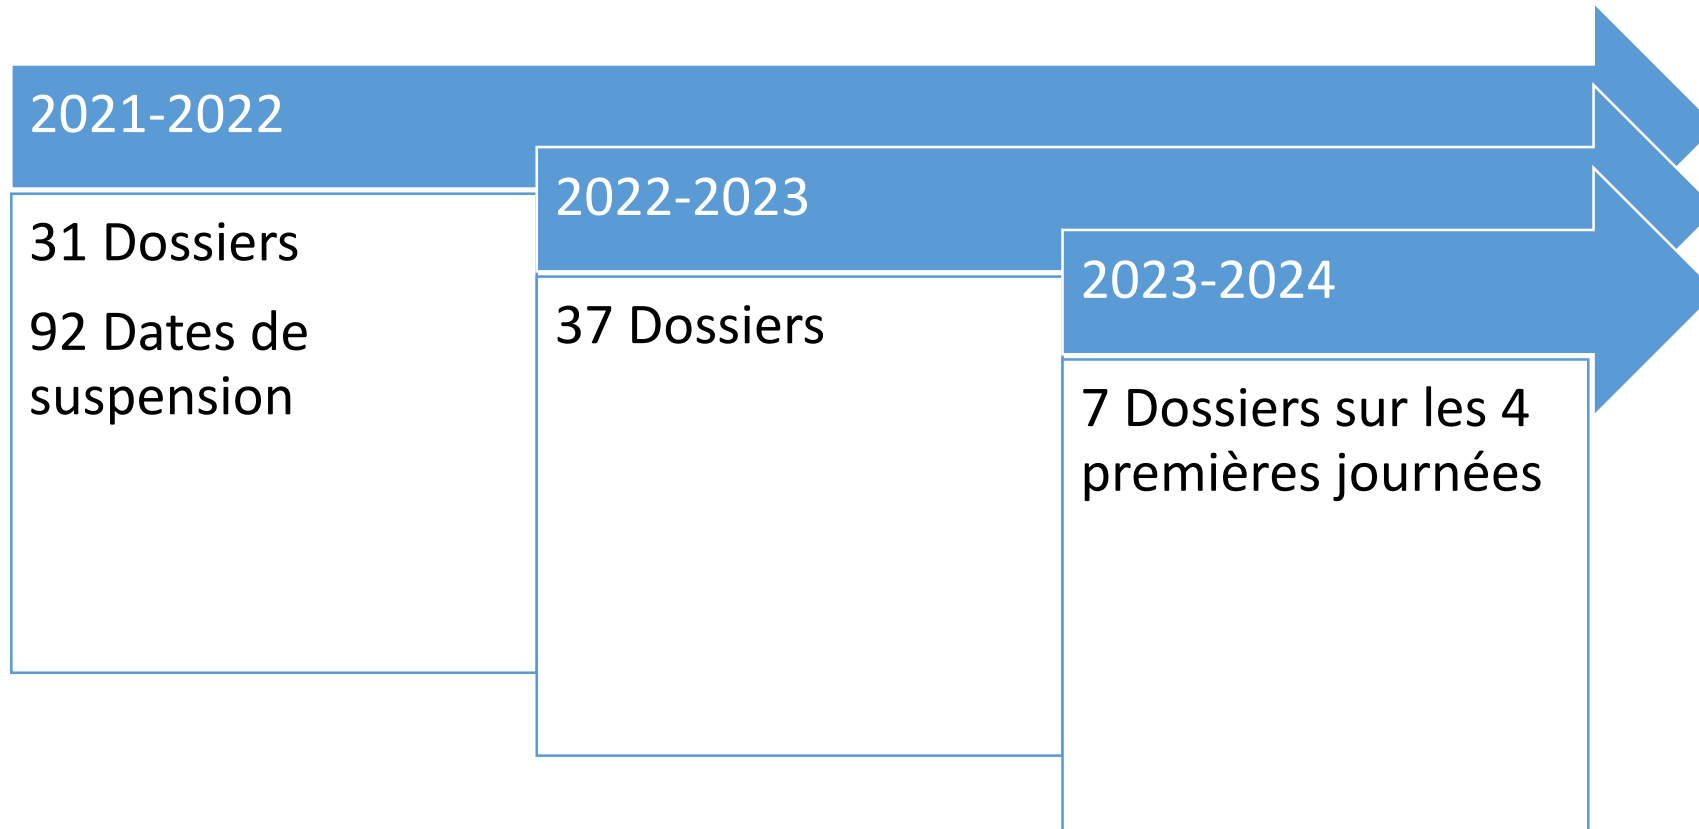 2021-2022
31 Dossiers
92 Dates de
suspension
2022-2023
37 Dossiers
2023-2024
7 Dossiers sur les 4
premières journées